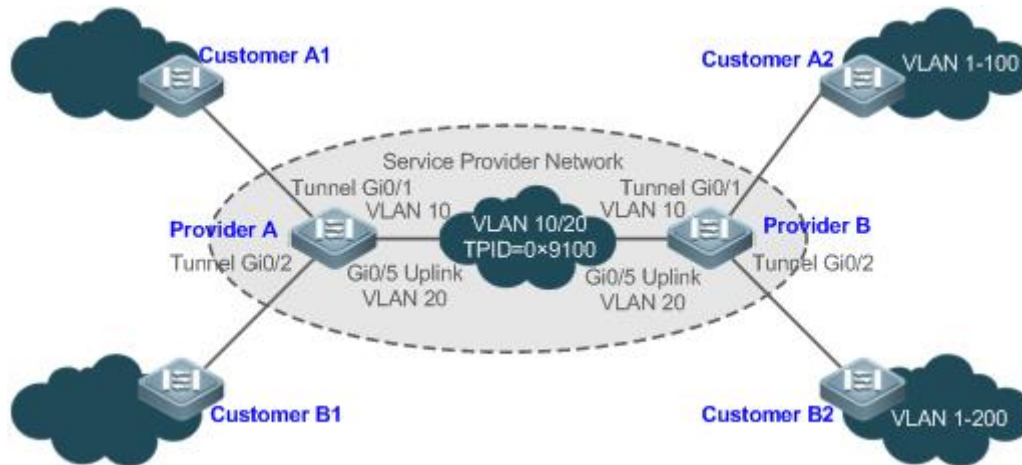 Customer A1
Customer A2
VLAN 1-100
Service Provider Network
Tunnel Gi0/1
VLAN 10
Tunnel Gi0/1
VLAN 10
Provider A
VLAN 10/20
TPID=0×9100
Provider B
Tunnel Gi0/2
Gi0/5 Uplink
VLAN 20
Gi0/5 Uplink
VLAN 20
Tunnel Gi0/2
Customer B1
Customer B2
VLAN 1-200